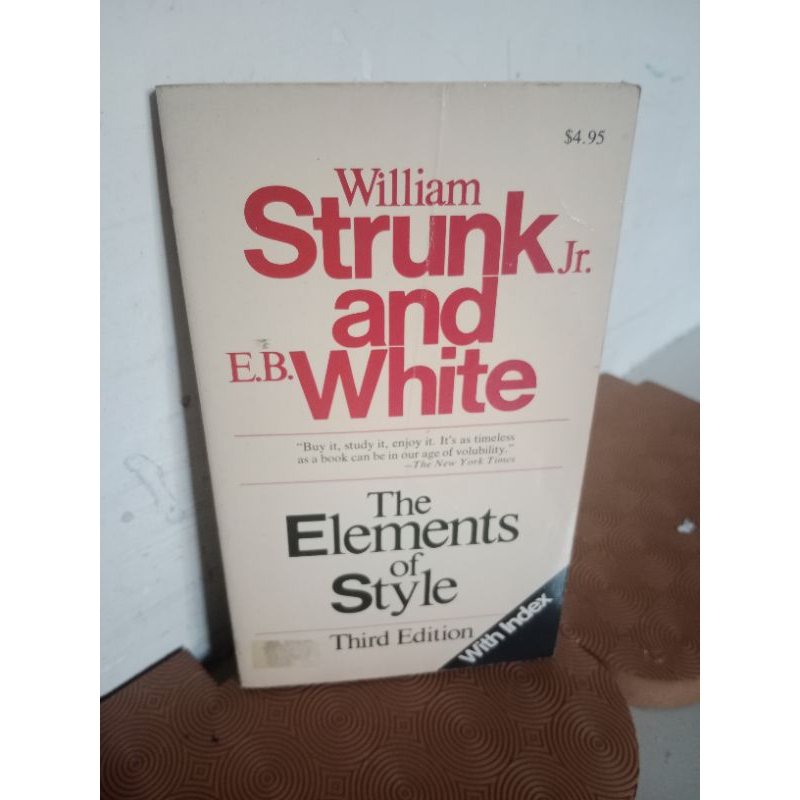 $4.95
William
Strunk Jr.
and
E.B. White
"Buy it, study it, enjoy it. It's as timeless
as a book can be in our age of volubility."
—The New York Times
The
Elements
of
Style
Third Edition
With Index